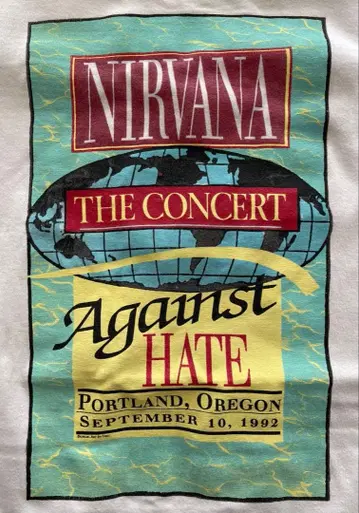 NIRVANA
THE CONCERT
Against
HATE
PORTLAND, OREGON
SEPTEMBER 10, 1992